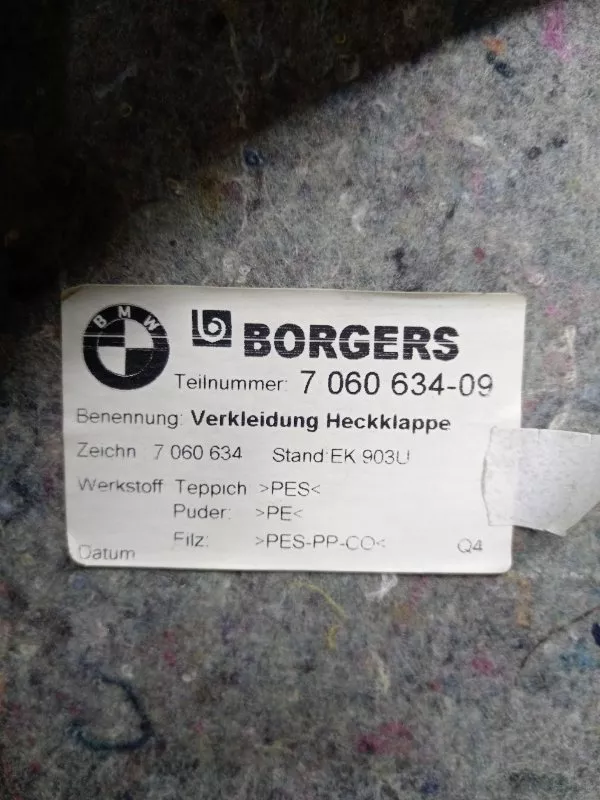 BMW
BORGERS
Teilnummer: 7 060 634-09
Benennung: Verkleidung Heckklappe
Zeichn 7 060 634 Stand:EK 903U
Werkstoff Teppich >PES<
Puder: >PE<
Filz: >PES-PP-CO<
Datum Q4